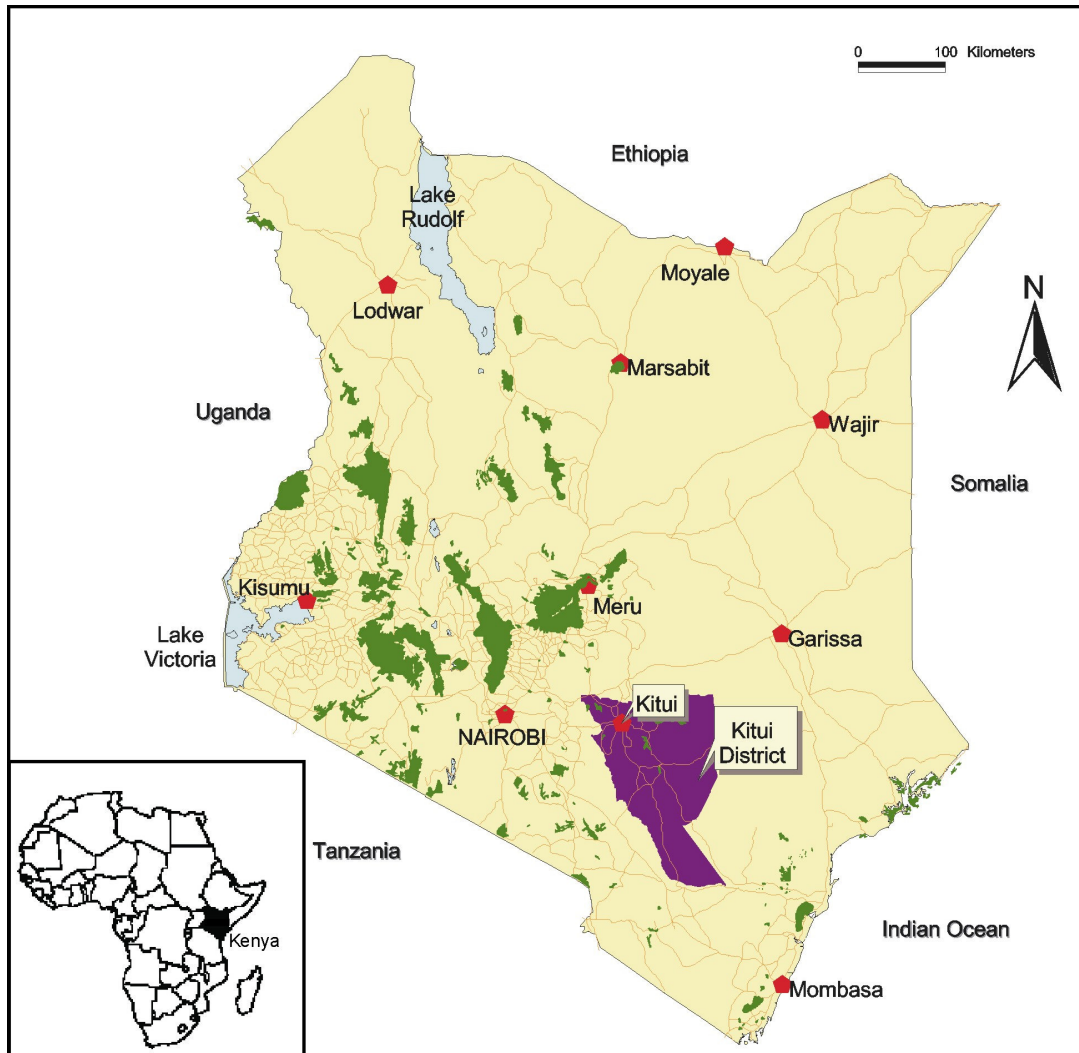 0 100 Kilometers
Ethiopia
Lake
Rudolf
Moyale
Lodwar
N
Marsabit
Uganda
Wajir
Somalia
Kisumu
Meru
Lake
Victoria
Garissa
Kitui
NAIROBI
Kitui
District
Tanzania
Indian Ocean
Kenya
Mombasa